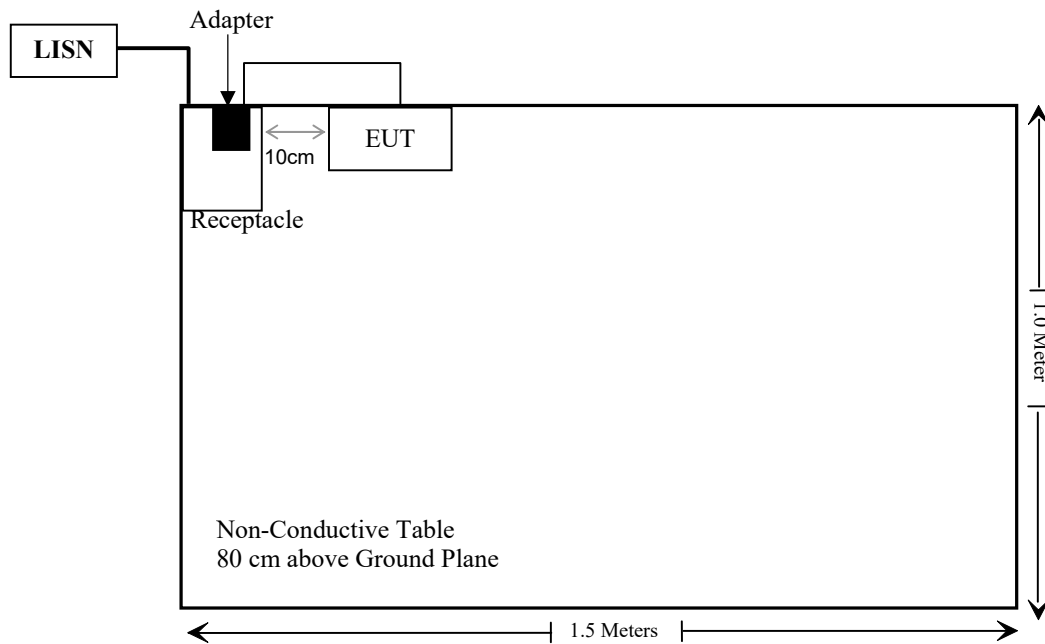 Adapter
LISN
EUT
10cm
Receptacle
1.0 Meter
Non-Conductive Table
80 cm above Ground Plane
1.5 Meters